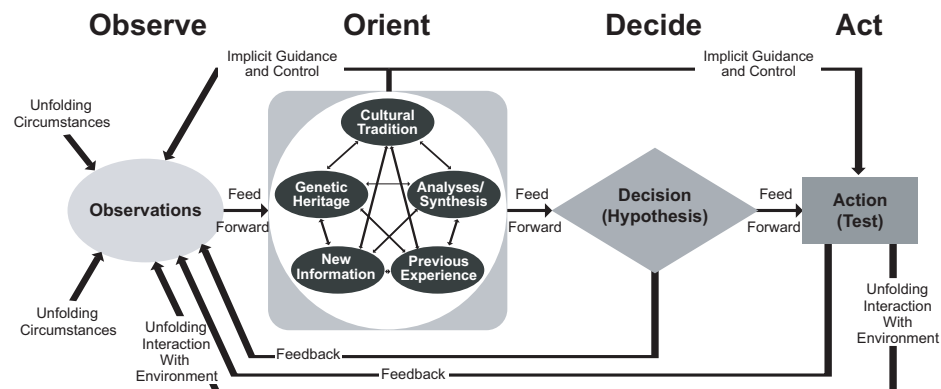 Observe
Orient
Decide
Act
Implicit Guidance
and Control
Implicit Guidance
and Control
Unfolding
Circumstances
Cultural
Tradition
Genetic
Heritage
Analyses/
Synthesis
New
Information
Previous
Experience
Observations
Feed
Forward
Feed
Forward
Decision
(Hypothesis)
Feed
Forward
Action
(Test)
Unfolding
Circumstances
Unfolding
Interaction
With
Environment
Unfolding
Interaction
With
Environment
Feedback
Feedback